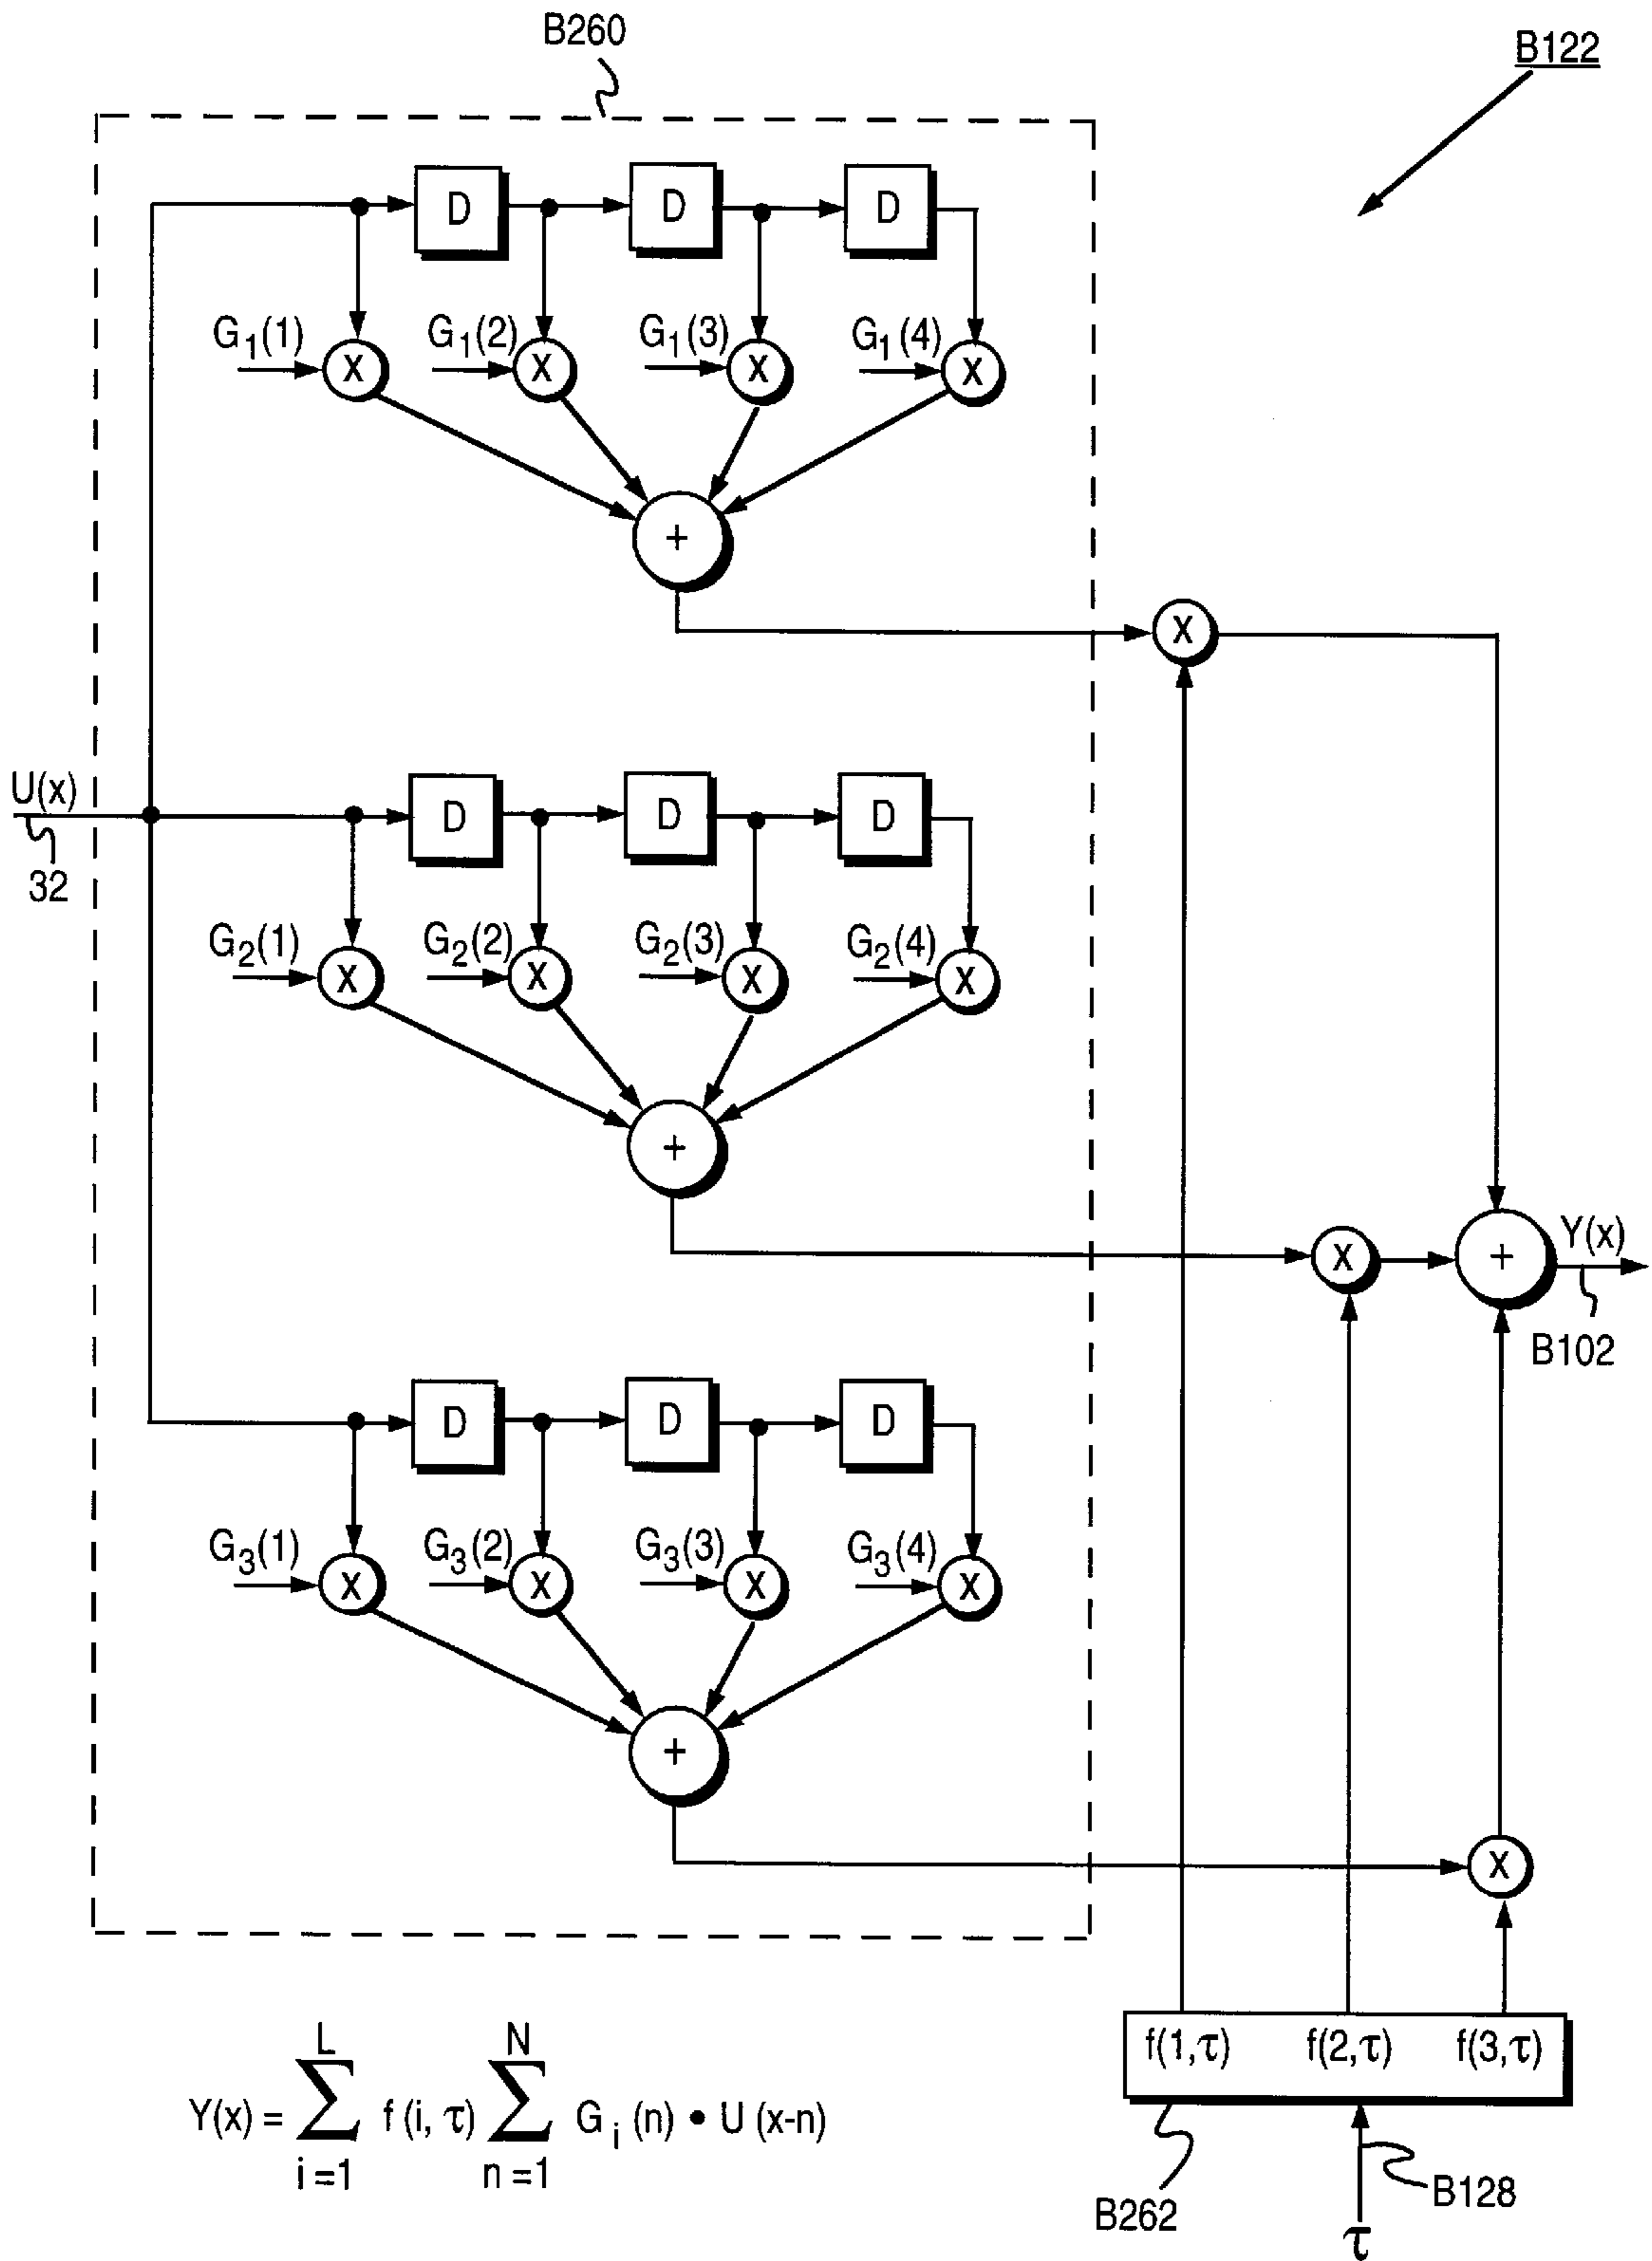 B260
B122
D D D
G1(1) G1(2) G1(3) G1(4)
X X X X
+
X
U(x)
32
D D D
G2(1) G2(2) G2(3) G2(4)
X X X X
+
X + Y(x)
B102
D D D
G3(1) G3(2) G3(3) G3(4)
X X X X
+
X
f(1,τ) f(2,τ) f(3,τ)
Y(x) = L∑i=1 f (i, τ) N∑n=1 Gi (n) • U (x-n)
B262
B128
τ